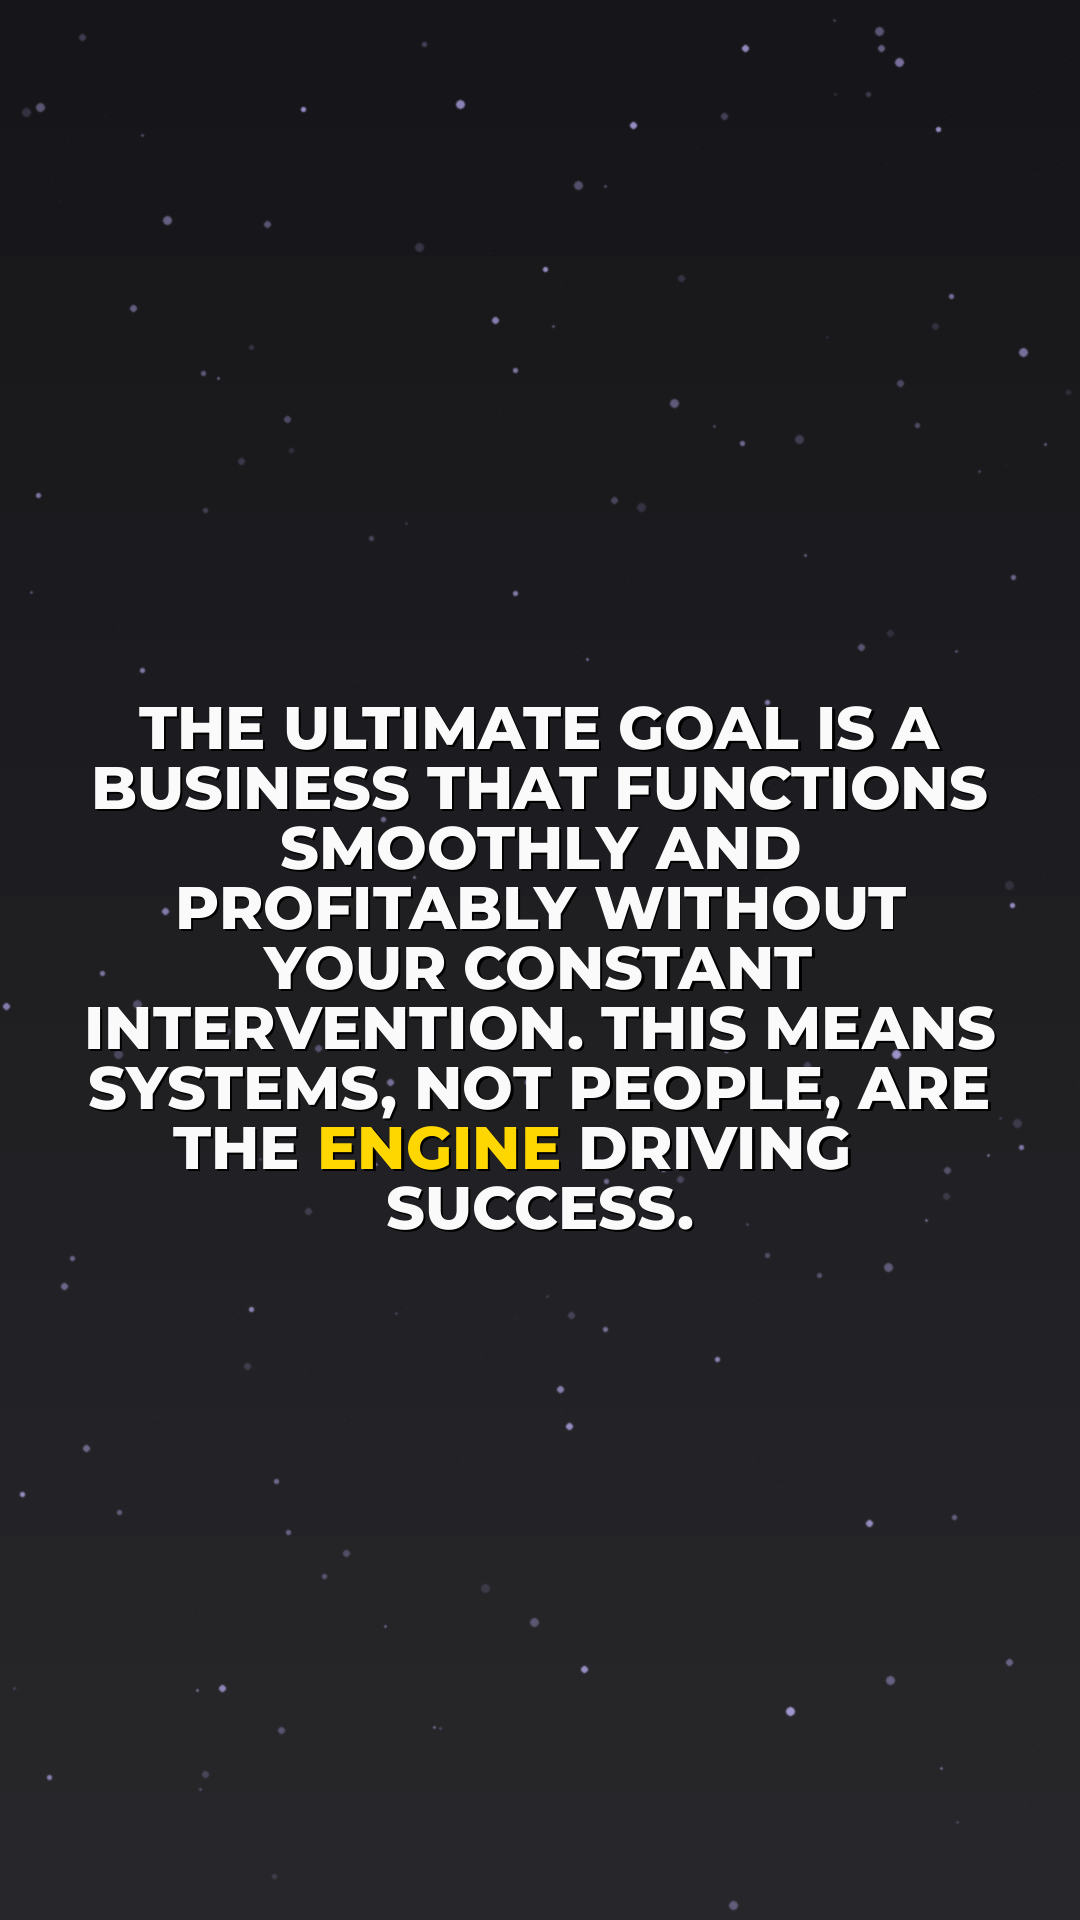 THE ULTIMATE GOAL IS A
BUSINESS THAT FUNCTIONS
SMOOTHLY AND
PROFITABLY WITHOUT
YOUR CONSTANT
INTERVENTION. THIS MEANS
SYSTEMS, NOT PEOPLE, ARE
THE ENGINE DRIVING
SUCCESS.